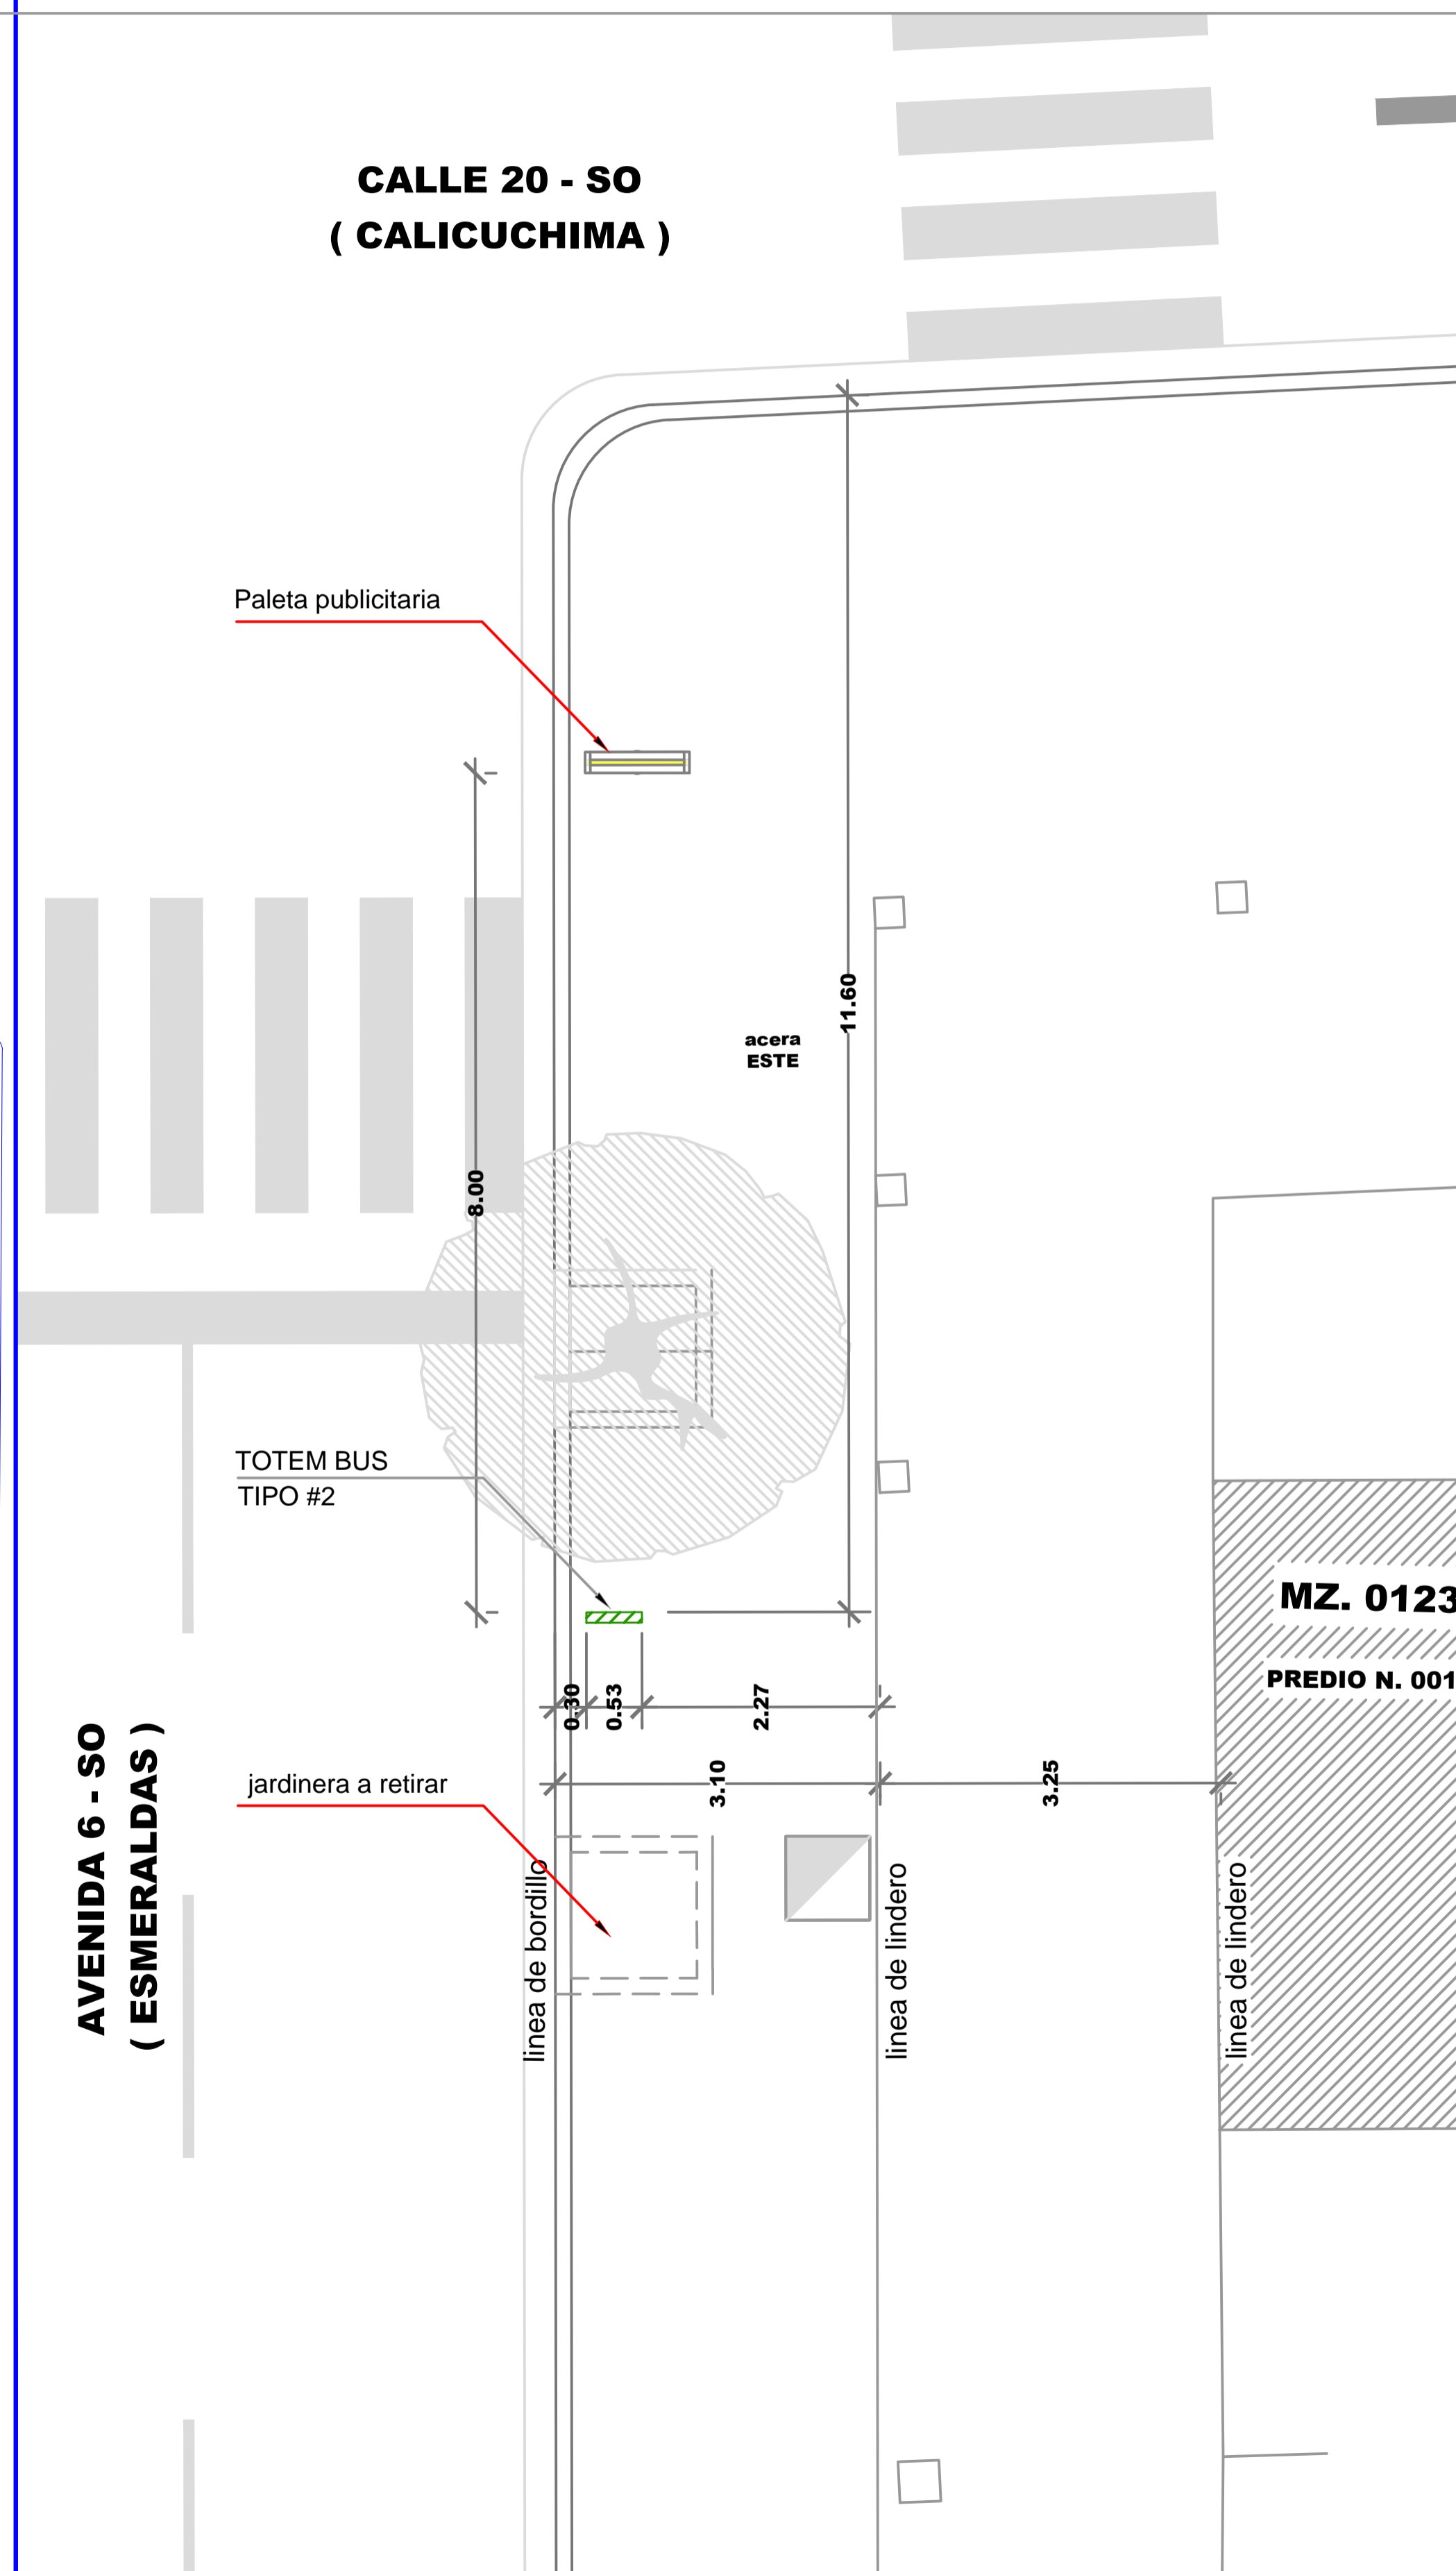 CALLE 20 - SO
( CALICUCHIMA )
Paleta publicitaria
11.60
acera
ESTE
8.00
TOTEM BUS
TIPO #2
MZ. 0123
PREDIO N. 001
0.30
0.53
2.27
AVENIDA 6 - SO
( ESMERALDAS )
jardinera a retirar
3.10
3.25
linea de bordillo
linea de lindero
linea de lindero